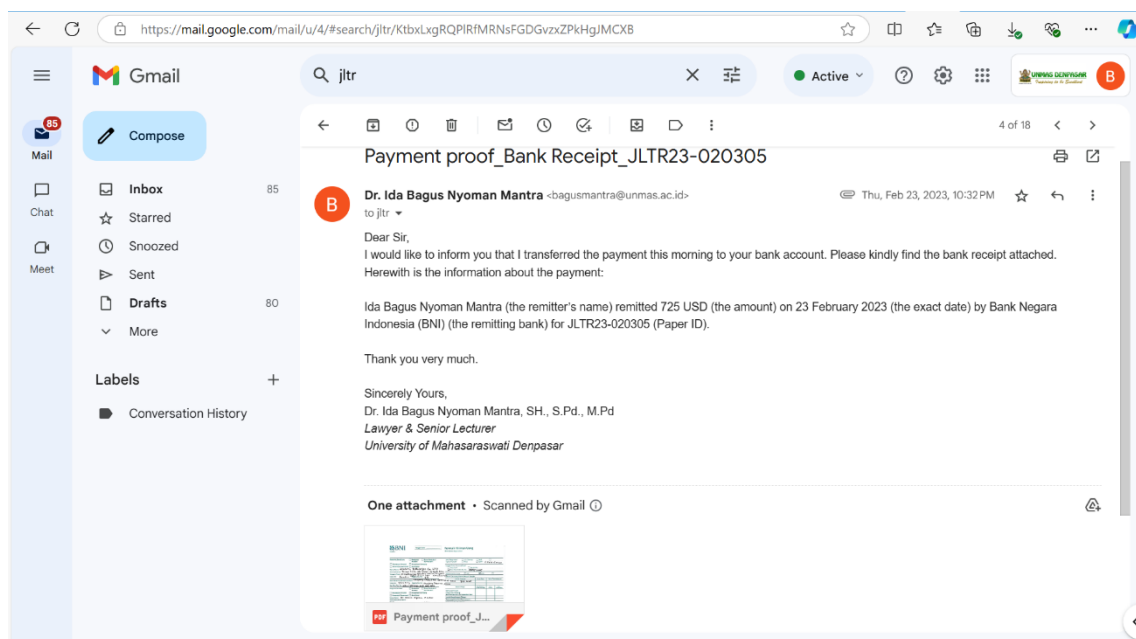 https://mail.google.com/mail/u/4/#search/jltr/KtbxLxgRQPlRfMRNsFGDGvzxZPkHgJMCXB
Gmail
jltr
Active
UNMAS DENPASAR
B
85
Mail
Chat
Meet
Compose
Inbox 85
Starred
Snoozed
Sent
Drafts 80
More
Labels
Conversation History
4 of 18
Payment proof_Bank Receipt_JLTR23-020305
B
Dr. Ida Bagus Nyoman Mantra <bagusmantra@unmas.ac.id>
Thu, Feb 23, 2023, 10:32 PM
to jltr
Dear Sir,
I would like to inform you that I transferred the payment this morning to your bank account. Please kindly find the bank receipt attached.
Herewith is the information about the payment:
Ida Bagus Nyoman Mantra (the remitter's name) remitted 725 USD (the amount) on 23 February 2023 (the exact date) by Bank Negara
Indonesia (BNI) (the remitting bank) for JLTR23-020305 (Paper ID).
Thank you very much.
Sincerely Yours,
Dr. Ida Bagus Nyoman Mantra, SH., S.Pd., M.Pd
Lawyer & Senior Lecturer
University of Mahasaraswati Denpasar
One attachment • Scanned by Gmail
BNI
PDF Payment proof_J...